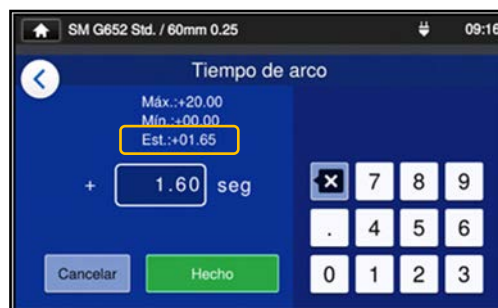 SM G652 Std. / 60mm 0.25 09:16
Tiempo de arco
Máx.:+20.00
Mín.:+00.00
Est.:+01.65
+ 1.60 seg
7 8 9
. 4 5 6
0 1 2 3
Cancelar Hecho